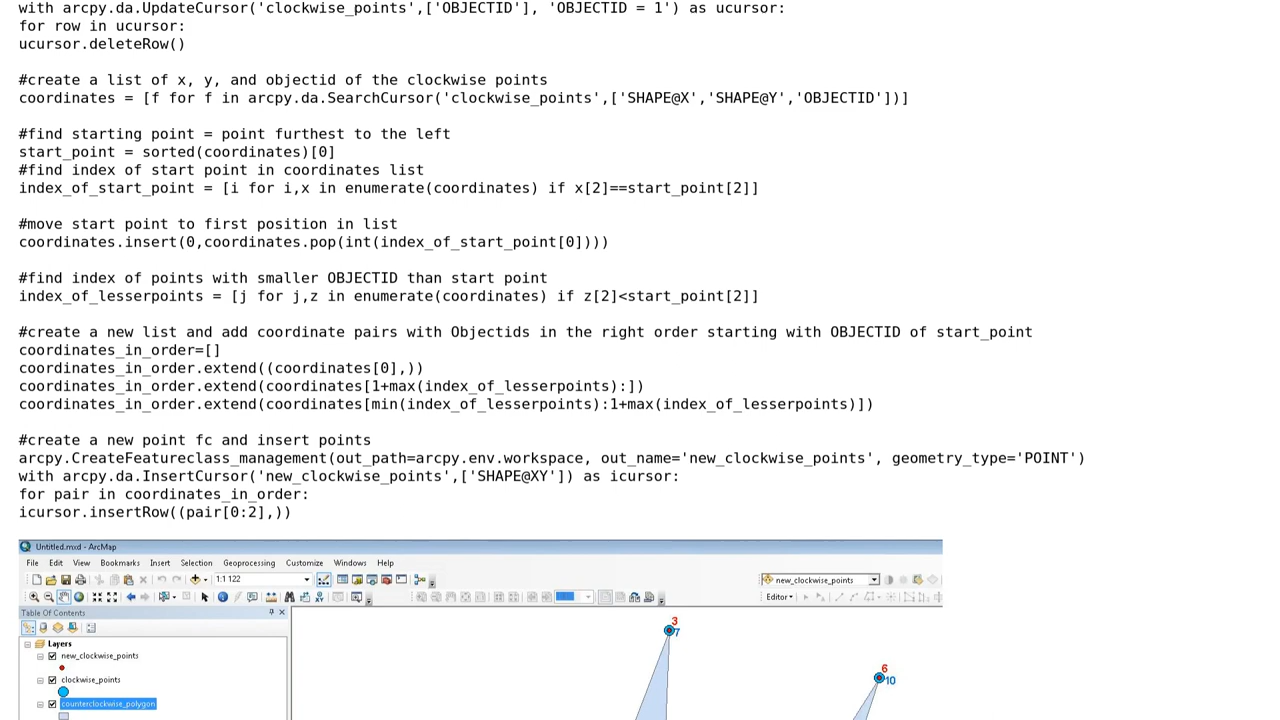 with arcpy.da.UpdateCursor('clockwise_points',['OBJECTID'], 'OBJECTID = 1') as ucursor:
for row in ucursor:
ucursor.deleteRow()
#create a list of x, y, and objectid of the clockwise points
coordinates = [f for f in arcpy.da.SearchCursor('clockwise_points',['SHAPE@X','SHAPE@Y','OBJECTID'])]
#find starting point = point furthest to the left
start_point = sorted(coordinates)[0]
#find index of start point in coordinates list
index_of_start_point = [i for i,x in enumerate(coordinates) if x[2]==start_point[2]]
#move start point to first position in list
coordinates.insert(0,coordinates.pop(int(index_of_start_point[0])))
#find index of points with smaller OBJECTID than start point
index_of_lesserpoints = [j for j,z in enumerate(coordinates) if z[2]<start_point[2]]
#create a new list and add coordinate pairs with Objectids in the right order starting with OBJECTID of start_point
coordinates_in_order=[]
coordinates_in_order.extend((coordinates[0],))
coordinates_in_order.extend(coordinates[1+max(index_of_lesserpoints):])
coordinates_in_order.extend(coordinates[min(index_of_lesserpoints):1+max(index_of_lesserpoints)])
#create a new point fc and insert points
arcpy.CreateFeatureclass_management(out_path=arcpy.env.workspace, out_name='new_clockwise_points', geometry_type='POINT')
with arcpy.da.InsertCursor('new_clockwise_points',['SHAPE@XY']) as icursor:
for pair in coordinates_in_order:
icursor.insertRow((pair[0:2],))
Untitled.mxd - ArcMap
File Edit View Bookmarks Insert Selection Geoprocessing Customize Windows Help
1:1 122 new_clockwise_points
Editor
Table Of Contents
Layers
new_clockwise_points
clockwise_points
counterclockwise_polygon
3
7
6
10